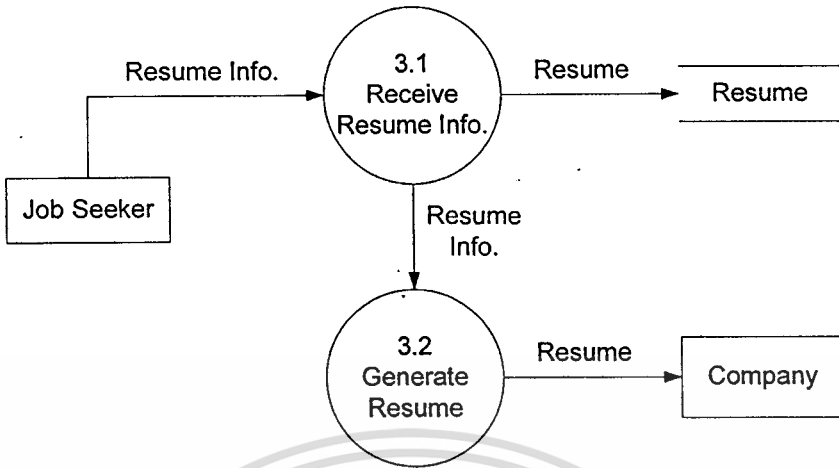 Resume Info.
3.1
Receive
Resume Info.
Resume
Resume
Job Seeker
Resume
Info.
3.2
Generate
Resume
Resume
Company